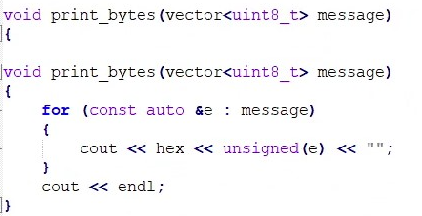 void print_bytes(vector<uint8_t> message)
{
void print_bytes(vector<uint8_t> message)
{
    for (const auto &e : message)
    {
        cout << hex << unsigned(e) << "";
    }
    cout << endl;
}